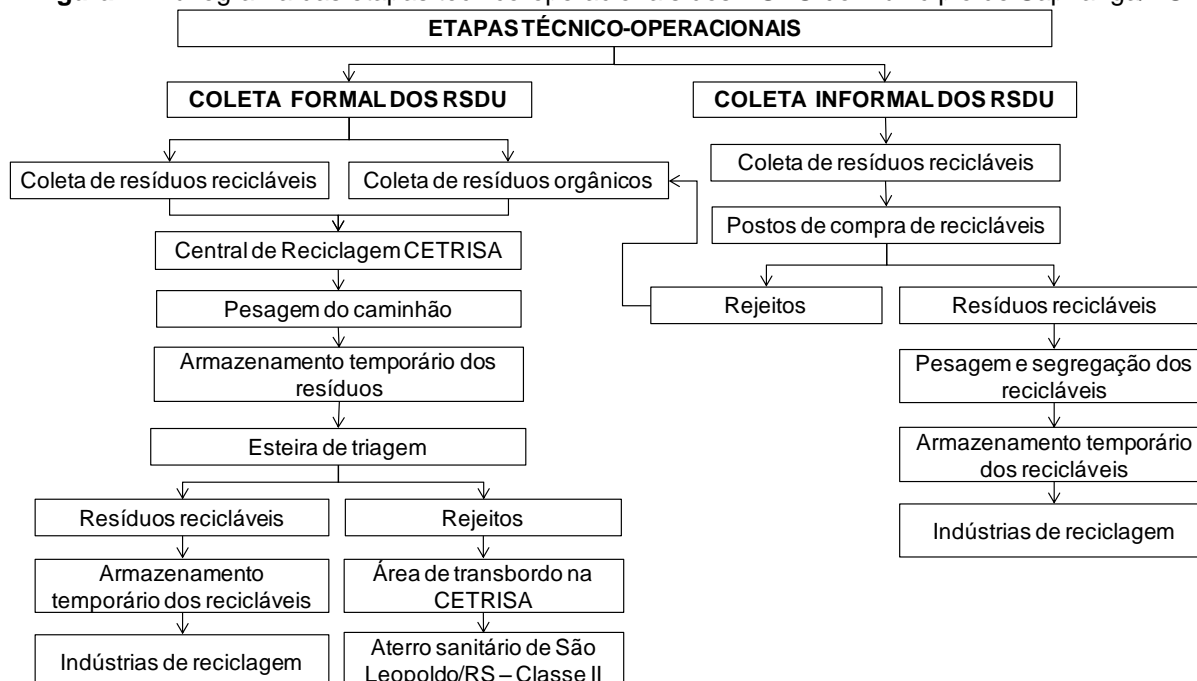 ETAPAS TÉCNICO-OPERACIONAIS
COLETA FORMAL DOS RSDU
COLETA INFORMAL DOS RSDU
Coleta de resíduos recicláveis
Coleta de resíduos orgânicos
Coleta de resíduos recicláveis
Postos de compra de recicláveis
Central de Reciclagem CETRISA
Pesagem do caminhão
Rejeitos
Resíduos recicláveis
Armazenamento temporário dos
resíduos
Pesagem e segregação dos
recicláveis
Esteira de triagem
Armazenamento temporário
dos recicláveis
Resíduos recicláveis
Rejeitos
Indústrias de reciclagem
Armazenamento
temporário dos recicláveis
Área de transbordo na
CETRISA
Indústrias de reciclagem
Aterro sanitário de São
Leopoldo/RS – Classe II